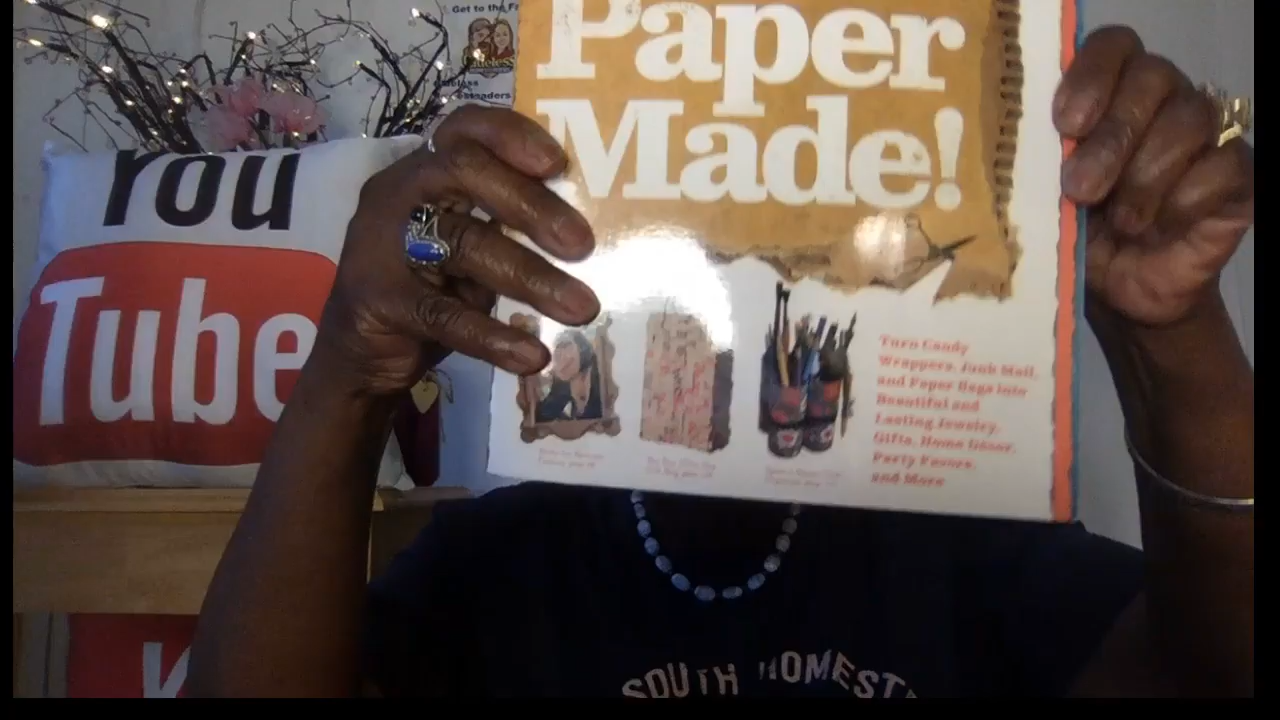 Get to the Fa
Paper
Made!
You
Tube
Turn Candy
Wrappers, Junk Mail,
and Paper Bags into
Beautiful and
Lasting Jewelry,
Gifts, Home Décor,
Party Favors,
and More
SOUTH HOMEST